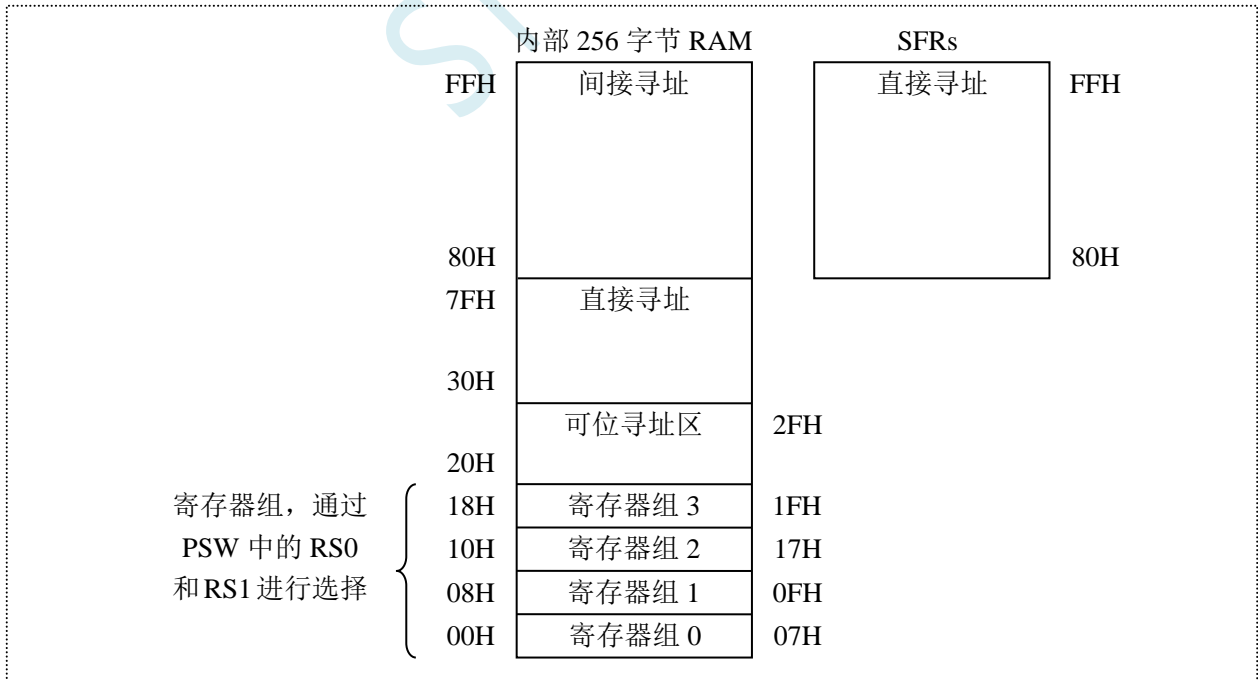 内部 256 字节 RAM SFRs
FFH 间接寻址 直接寻址 FFH
80H 80H
7FH 直接寻址
30H
可位寻址区 2FH
20H
寄存器组，通过 18H 寄存器组 3 1FH
PSW 中的 RS0 10H 寄存器组 2 17H
和 RS1 进行选择 08H 寄存器组 1 0FH
00H 寄存器组 0 07H